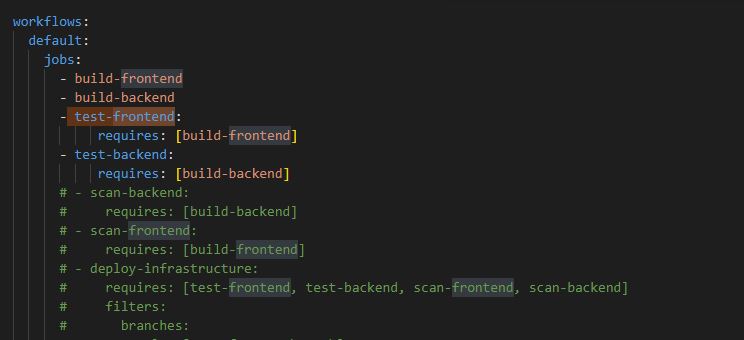 workflows:
  default:
    jobs:
      - build-frontend
      - build-backend
      - test-frontend:
          requires: [build-frontend]
      - test-backend:
          requires: [build-backend]
      # - scan-backend:
      #     requires: [build-backend]
      # - scan-frontend:
      #     requires: [build-frontend]
      # - deploy-infrastructure:
      #     requires: [test-frontend, test-backend, scan-frontend, scan-backend]
      #     filters:
      #       branches: